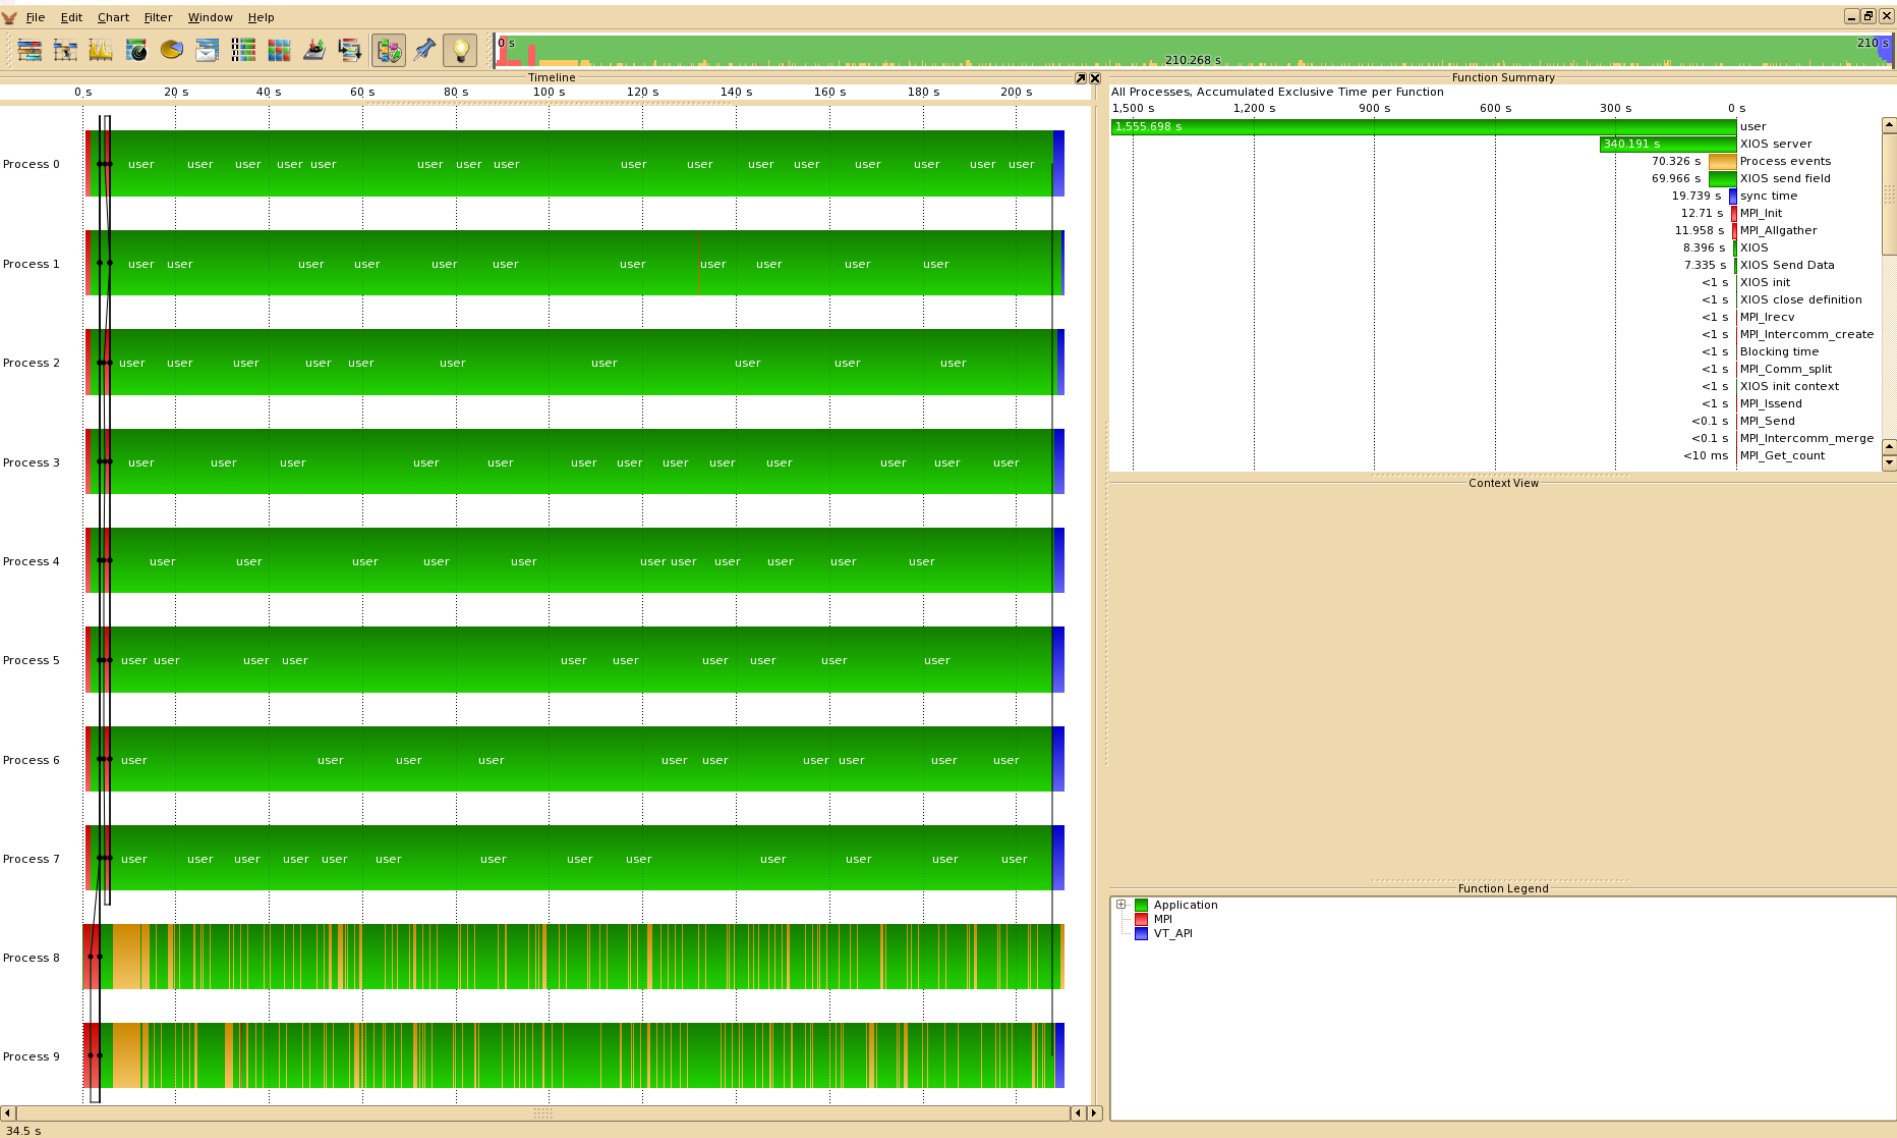 File Edit Chart Filter Window Help
0 s 210 s
210.268 s
Timeline
0 s 20 s 40 s 60 s 80 s 100 s 120 s 140 s 160 s 180 s 200 s
Process 0 user user user user user user user user user user user user user user user user
Process 1 user user user user user user user user user user user
Process 2 user user user user user user user user user user
Process 3 user user user user user user user user user user user user user
Process 4 user user user user user user user user user user user
Process 5 user user user user user user user user user user
Process 6 user user user user user user user user user user
Process 7 user user user user user user user user user user user user user
Process 8
Process 9
34.5 s
Function Summary
All Processes, Accumulated Exclusive Time per Function
1,500 s 1,200 s 900 s 600 s 300 s 0 s
1,555.698 s user
340.191 s XIOS server
70.326 s Process events
69.966 s XIOS send field
19.739 s sync time
12.71 s MPI_Init
11.958 s MPI_Allgather
8.396 s XIOS
7.335 s XIOS Send Data
<1 s XIOS init
<1 s XIOS close definition
<1 s MPI_Irecv
<1 s MPI_Intercomm_create
<1 s Blocking time
<1 s MPI_Comm_split
<1 s XIOS init context
<1 s MPI_Issend
<0.1 s MPI_Send
<0.1 s MPI_Intercomm_merge
<10 ms MPI_Get_count
Context View
Function Legend
Application
MPI
VT_API